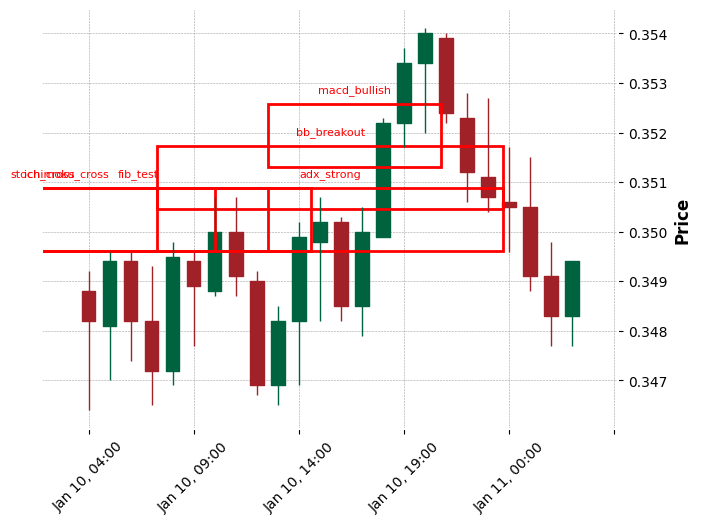 macd_bullish
bb_breakout
fib_test
adx_strong
0.354
0.353
0.352
0.351
0.350
0.349
0.348
0.347
Price
Jan 10, 04:00
Jan 10, 09:00
Jan 10, 14:00
Jan 10, 19:00
Jan 11, 00:00